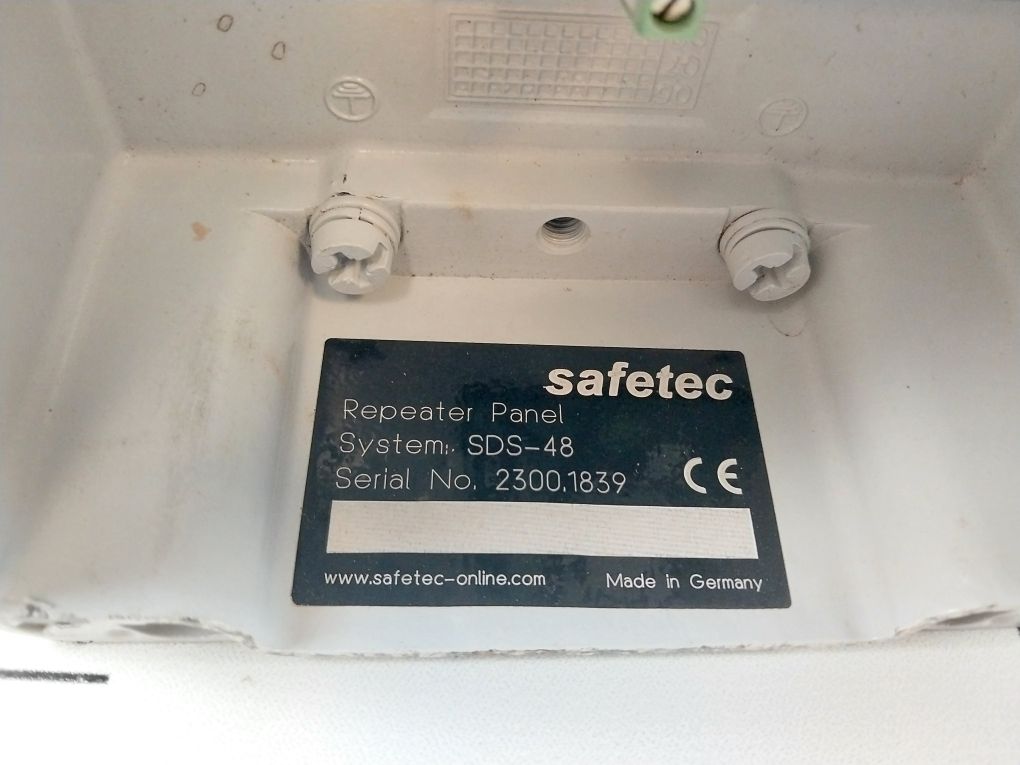 safetec
Repeater Panel
System: SDS-48
Serial No. 2300.1839
CE
www.safetec-online.com
Made in Germany